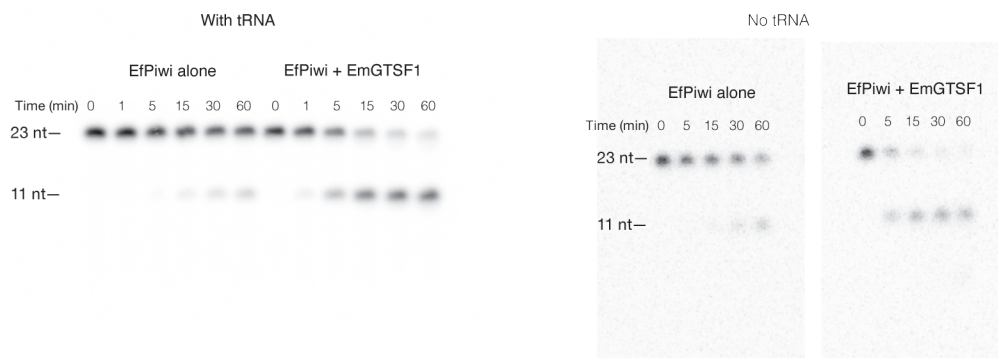 With tRNA
EfPiwi alone
EfPiwi + EmGTSF1
Time (min) 0 1 5 15 30 60 0 1 5 15 30 60
23 nt—
11 nt—
No tRNA
EfPiwi alone
Time (min) 0 5 15 30 60
23 nt—
11 nt—
EfPiwi + EmGTSF1
0 5 15 30 60